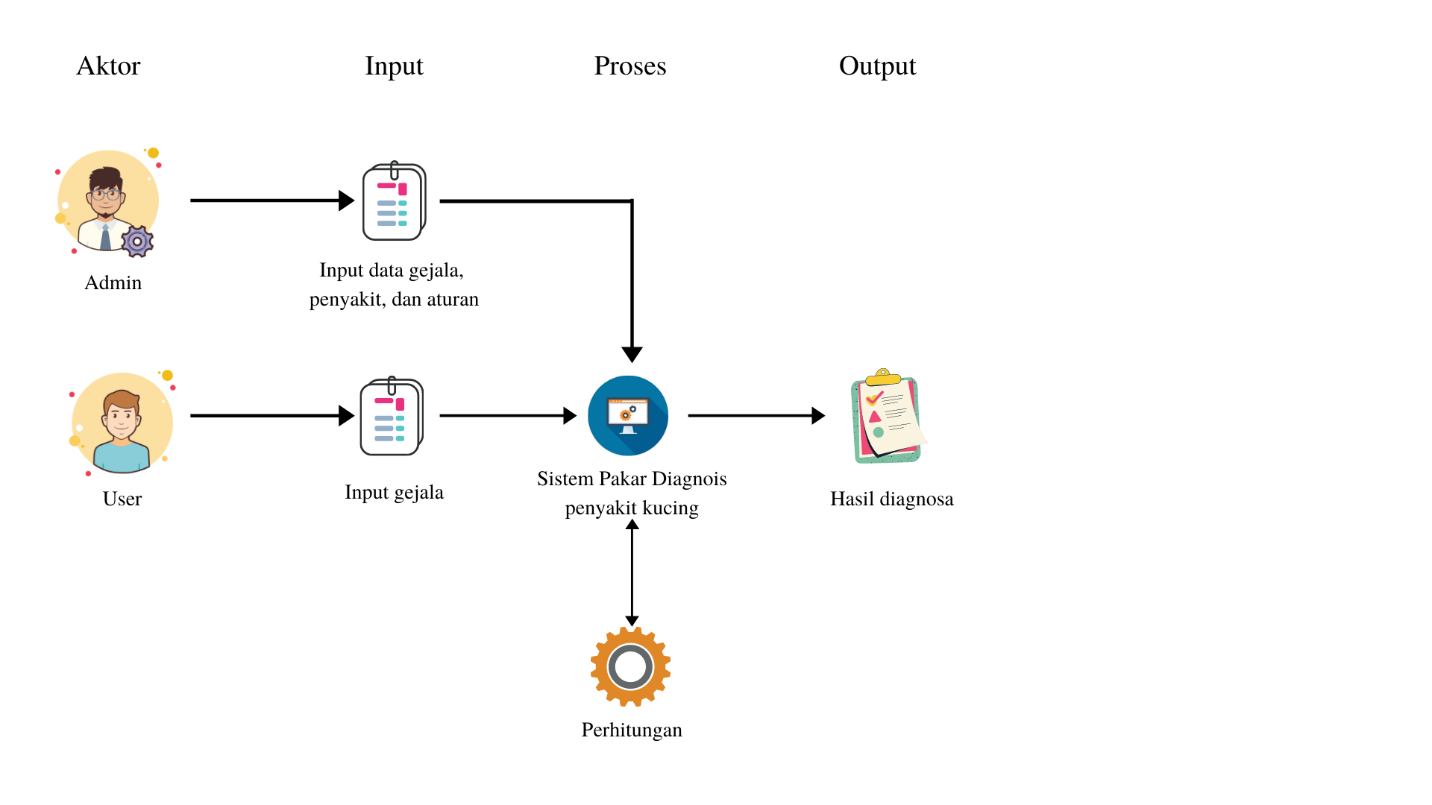 Aktor
Input
Proses
Output
Admin
Input data gejala,
penyakit, dan aturan
User
Input gejala
Sistem Pakar Diagnois
penyakit kucing
Hasil diagnosa
Perhitungan